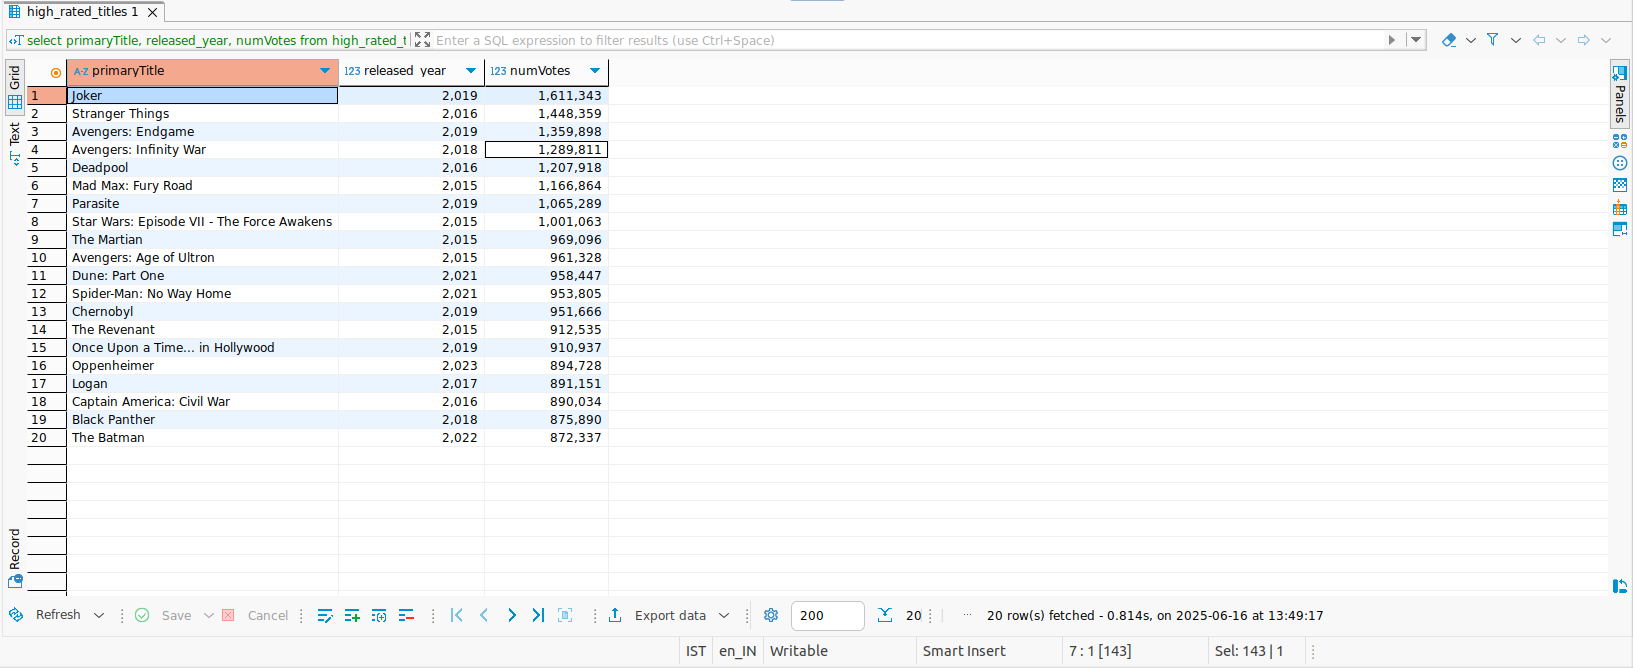 high_rated_titles 1
select primaryTitle, released_year, numVotes from high_rated_t Enter a SQL expression to filter results (use Ctrl+Space)
Grid
Text
Record
Panels
A-Z primaryTitle 123 released_year 123 numVotes
1 Joker 2,019 1,611,343
2 Stranger Things 2,016 1,448,359
3 Avengers: Endgame 2,019 1,359,898
4 Avengers: Infinity War 2,018 1,289,811
5 Deadpool 2,016 1,207,918
6 Mad Max: Fury Road 2,015 1,166,864
7 Parasite 2,019 1,065,289
8 Star Wars: Episode VII - The Force Awakens 2,015 1,001,063
9 The Martian 2,015 969,096
10 Avengers: Age of Ultron 2,015 961,328
11 Dune: Part One 2,021 958,447
12 Spider-Man: No Way Home 2,021 953,805
13 Chernobyl 2,019 951,666
14 The Revenant 2,015 912,535
15 Once Upon a Time... in Hollywood 2,019 910,937
16 Oppenheimer 2,023 894,728
17 Logan 2,017 891,151
18 Captain America: Civil War 2,016 890,034
19 Black Panther 2,018 875,890
20 The Batman 2,022 872,337
Refresh Save Cancel Export data 200 20 ... 20 row(s) fetched - 0.814s, on 2025-06-16 at 13:49:17
IST en_IN Writable Smart Insert 7 : 1 [143] Sel: 143 | 1